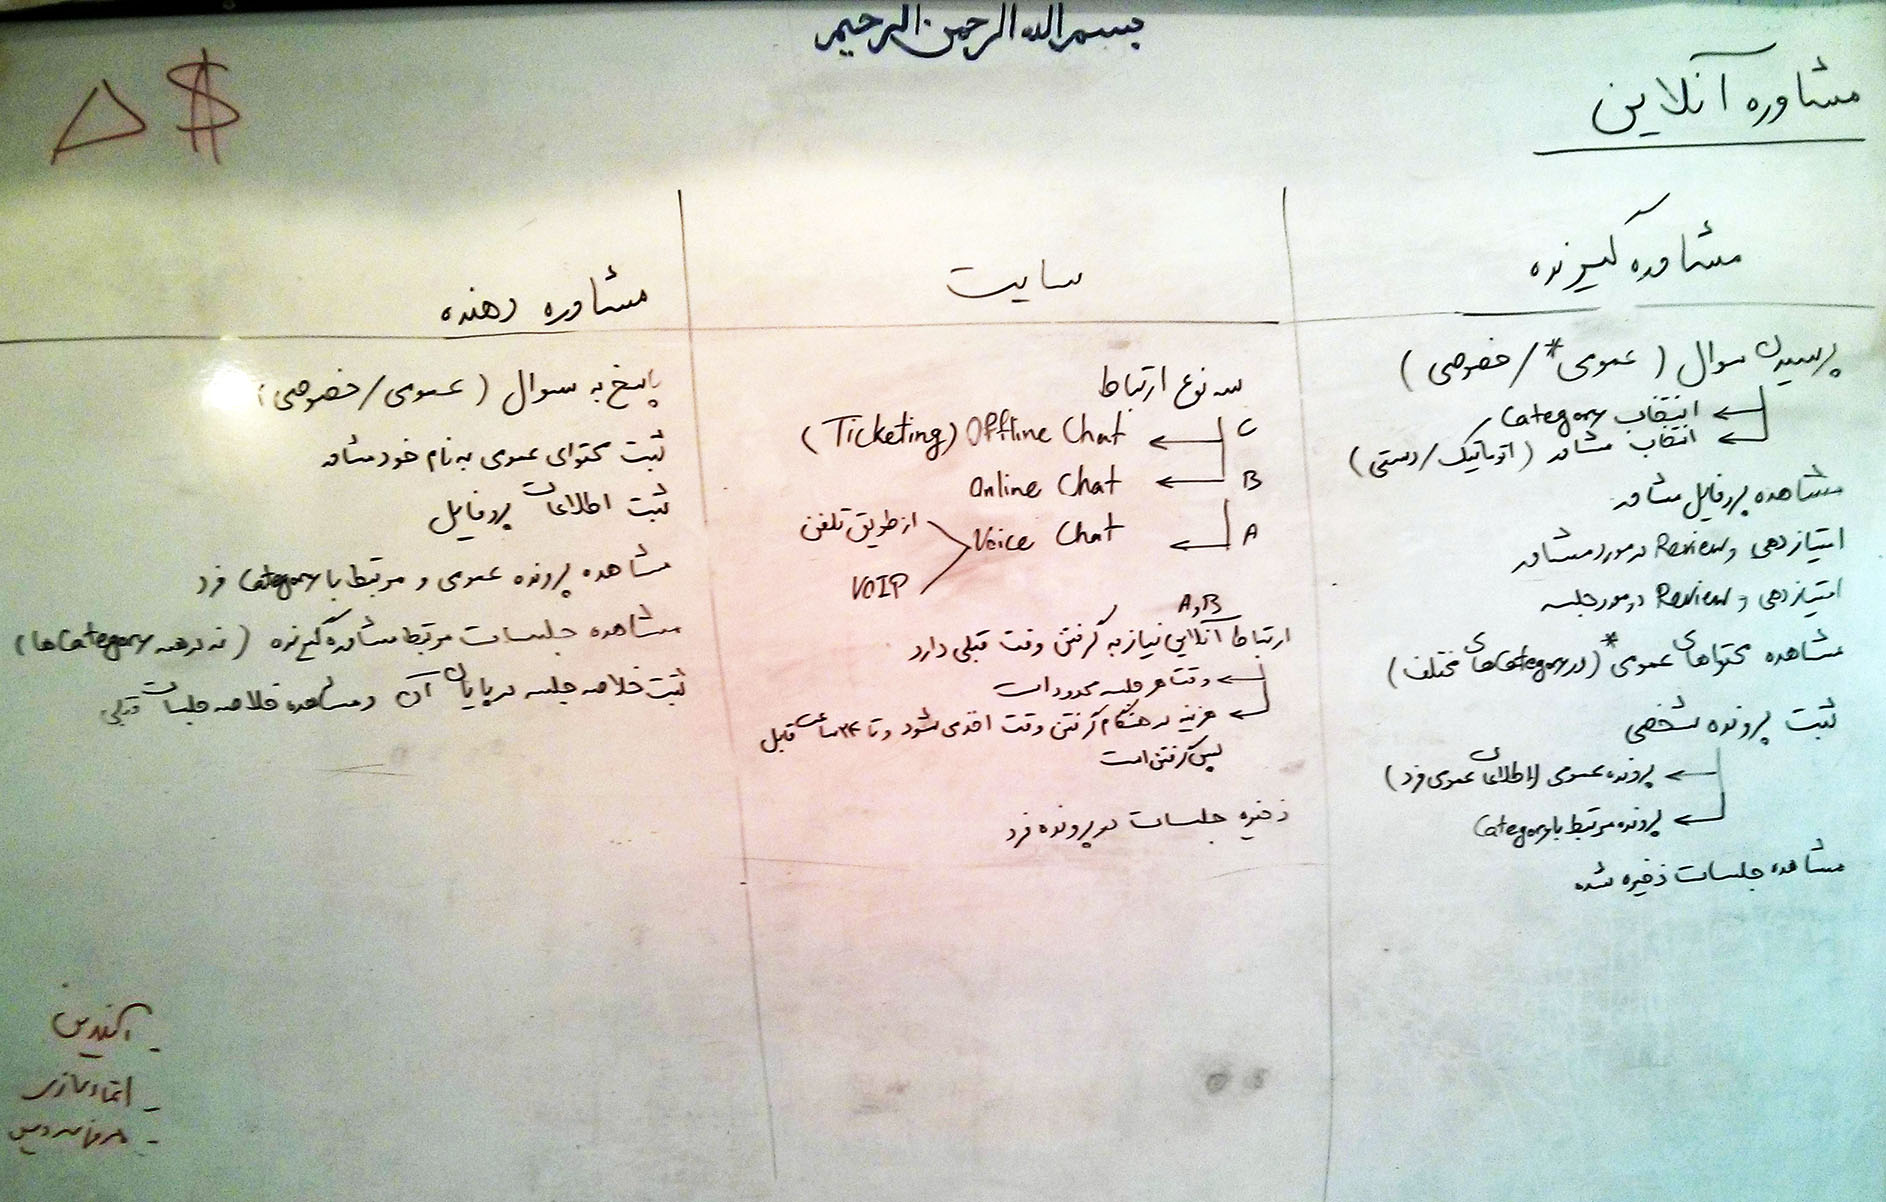 بسم الله الرحمن الرحیم
مشاوره آنلاین
$ Δ
مشاوره گیرنده
پرسیدن سوال (عمومی* / خصوصی)
انتخاب Category
انتخاب مشاور (اتوماتیک / دستی)
مشاهده پروفایل مشاور
امتیازدهی و Review در مورد مشاور
امتیازدهی و Review در مورد جلسه
مشاهده محتواهای عمومی* (در Categoryهای مختلف)
ثبت پرونده شخصی
پرونده عمومی (اطلاعات عمومی فرد)
پرونده مرتبط با Category
مشاهده جلسات ذخیره شده
سایت
سه نوع ارتباط
C Offline Chat (Ticketing)
B Online Chat
A Voice Chat
از طریق تلفن
VOIP
A,B
ارتباط آنلاین نیاز به گرفتن وقت قبلی دارد
وقت هر جلسه محدود است
هزینه در هنگام گرفتن وقت اخذ می شود و تا ۲۴ ساعت قبل
پس گرفتن است
ذخیره جلسات در پرونده فرد
مشاوره دهنده
پاسخ به سوال (عمومی / خصوصی)
ثبت محتوای عمومی به نام خود مشاور
ثبت اطلاعات پروفایل
مشاهده پرونده عمومی و مرتبط با Category فرد
مشاهده جلسات مرتبط مشاوره گیرنده (نه در همه Categoryها)
ثبت خلاصه جلسه در پایان آن و مشاهده خلاصه جلسات قبلی
- اعتمادسازی